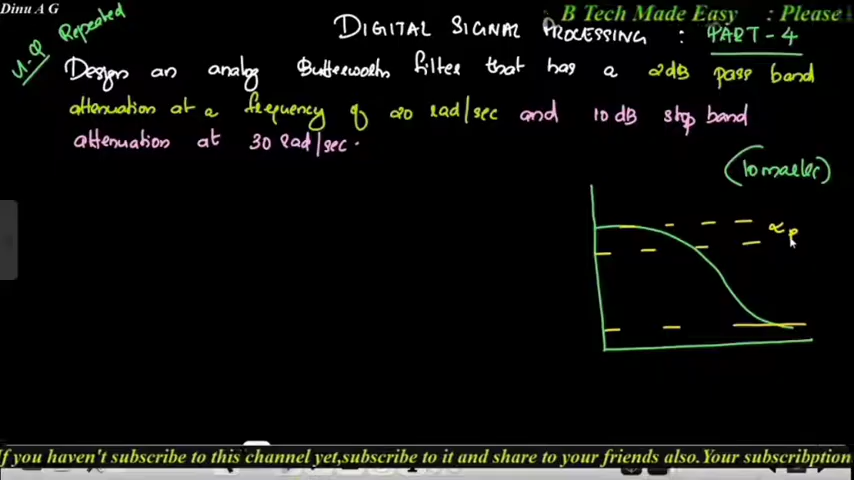 Dinu A G
B Tech Made Easy : Please
U.Q Repeated
DIGITAL SIGNAL PROCESSING : PART-4
Design an analog Butterworth filter that has a 2dB pass band
attenuation at a frequency of 20 rad/sec and 10 dB stop band
attenuation at 30 rad/sec.
(10 marks)
αp
If you haven't subscribe to this channel yet,subscribe to it and share to your friends also.Your subscribption